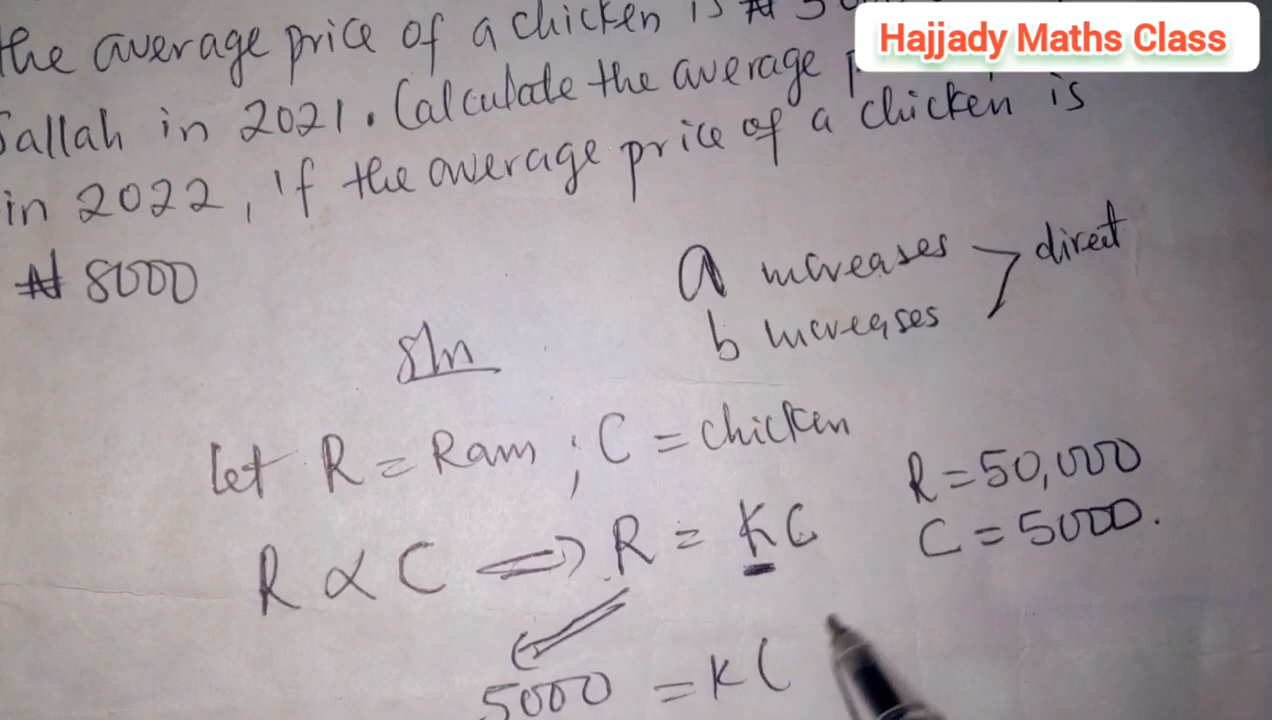 the average price of a chicken is ₦ 50
Hajjady Maths Class
Sallah in 2021. Calculate the average
in 2022, if the average price of a chicken is
₦ 8000
a increases
direct
b increases
Sln
let R = Ram ; C = chicken
R = 50,000
C = 5000.
R ∝ C ⟹ R = KC
5000 = K(